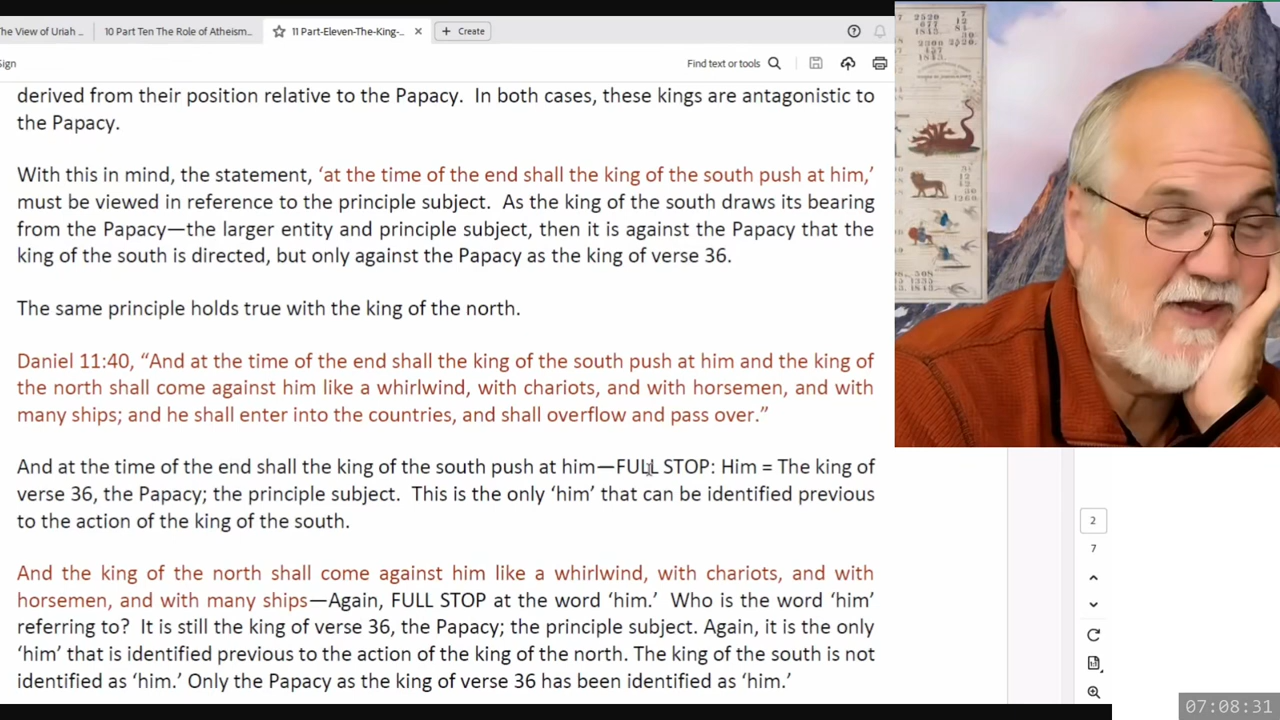 The View of Uriah ...
10 Part Ten The Role of Atheism...
11 Part-Eleven-The-King-...
Create
Sign
Find text or tools
derived from their position relative to the Papacy. In both cases, these kings are antagonistic to
the Papacy.
With this in mind, the statement, ‘at the time of the end shall the king of the south push at him,’
must be viewed in reference to the principle subject. As the king of the south draws its bearing
from the Papacy—the larger entity and principle subject, then it is against the Papacy that the
king of the south is directed, but only against the Papacy as the king of verse 36.
The same principle holds true with the king of the north.
Daniel 11:40, “And at the time of the end shall the king of the south push at him and the king of
the north shall come against him like a whirlwind, with chariots, and with horsemen, and with
many ships; and he shall enter into the countries, and shall overflow and pass over.”
And at the time of the end shall the king of the south push at him—FULL STOP: Him = The king of
verse 36, the Papacy; the principle subject. This is the only ‘him’ that can be identified previous
to the action of the king of the south.
And the king of the north shall come against him like a whirlwind, with chariots, and with
horsemen, and with many ships—Again, FULL STOP at the word ‘him.’ Who is the word ‘him’
referring to? It is still the king of verse 36, the Papacy; the principle subject. Again, it is the only
‘him’ that is identified previous to the action of the king of the north. The king of the south is not
identified as ‘him.’ Only the Papacy as the king of verse 36 has been identified as ‘him.’
2
7
2520
677
1843
2300
457
1843
2520
07:08:31